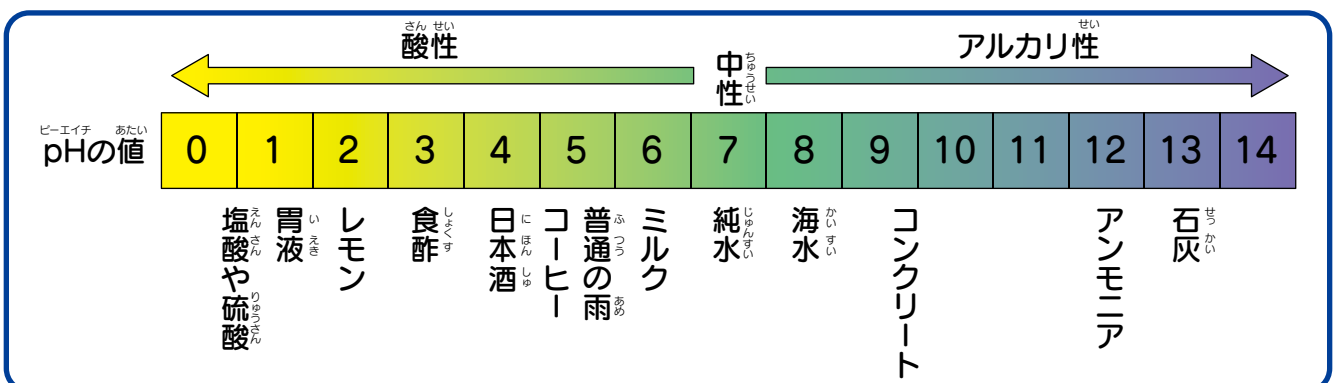 酸性
さんせい
アルカリ性
せい
中性
ちゅうせい
pHの値
ピーエイチ あたい
0 1 2 3 4 5 6 7 8 9 10 11 12 13 14
塩酸や硫酸
えんさん りゅうさん
胃液
いえき
レモン
食酢
しょくす
日本酒
にほんしゅ
コーヒー
普通の雨
ふつう あめ
ミルク
純水
じゅんすい
海水
かいすい
コンクリート
アンモニア
石灰
せっかい